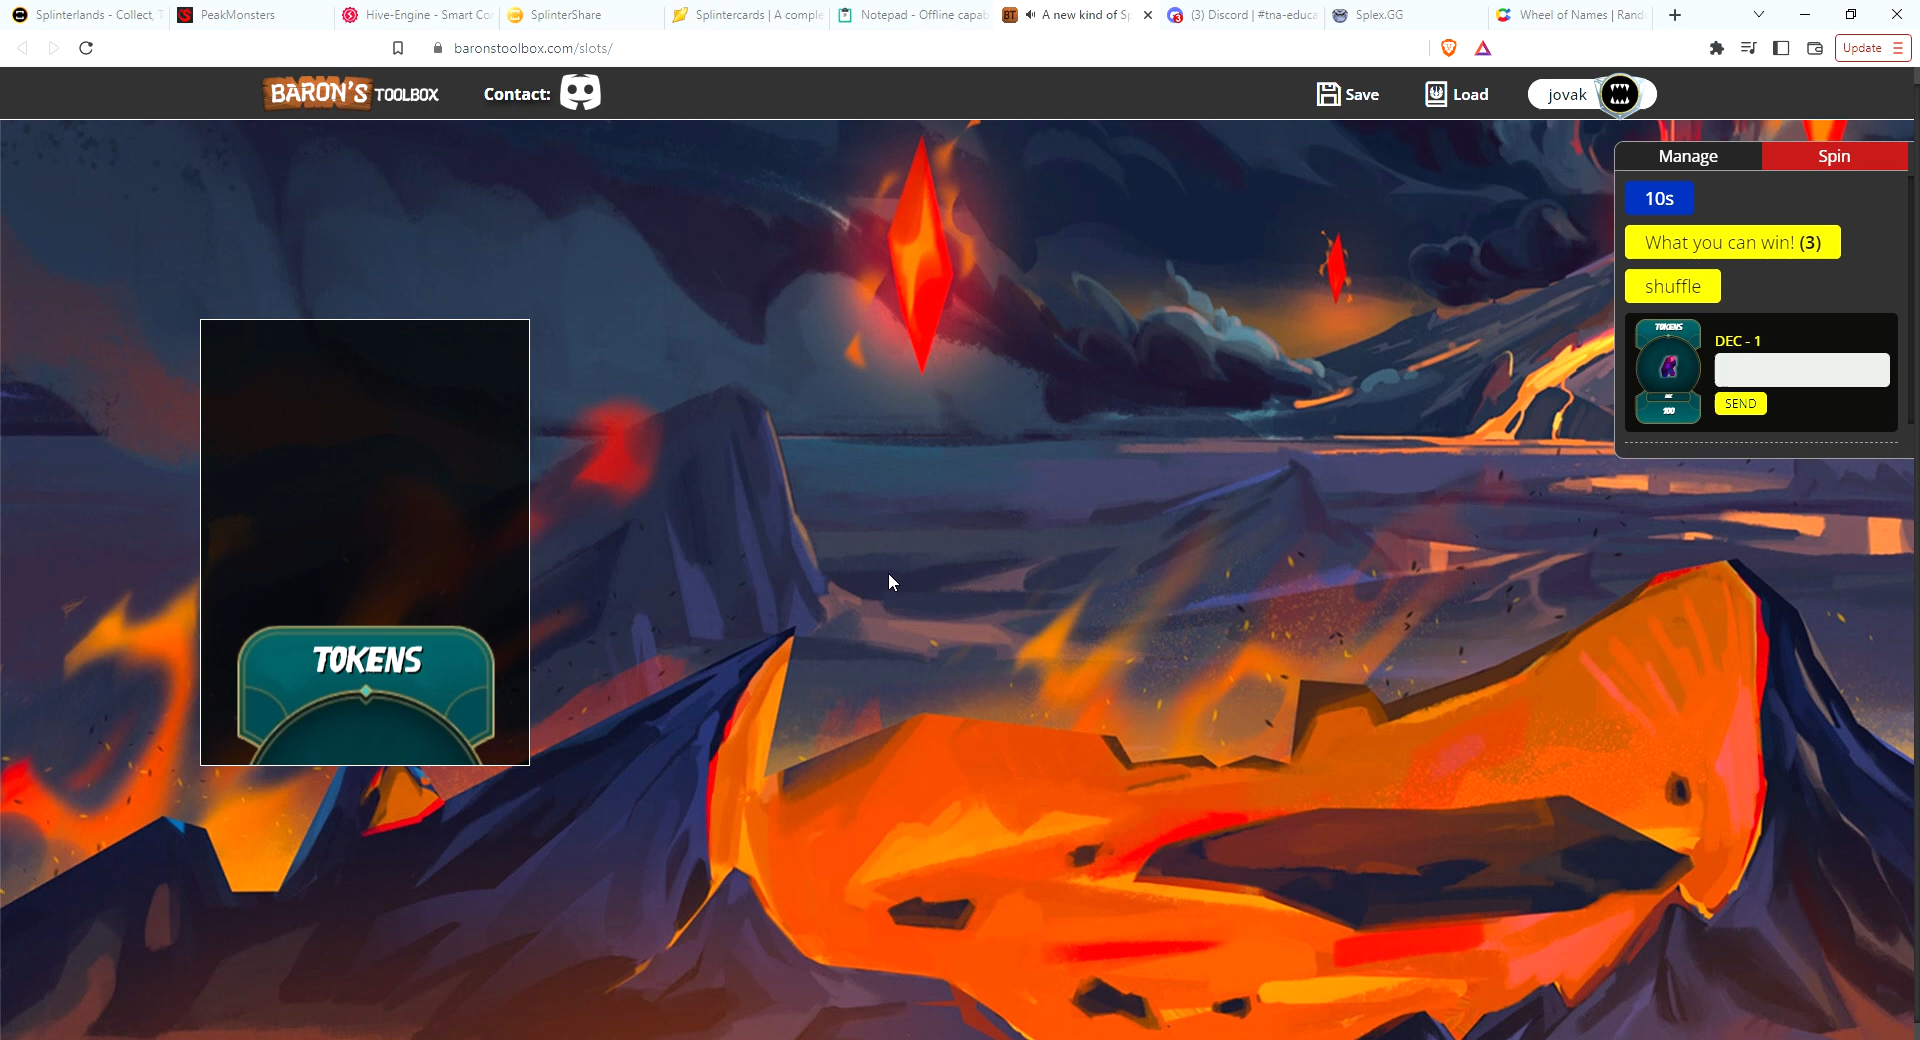 Splinterlands - Collect, T
PeakMonsters
Hive-Engine - Smart Cor
SplinterShare
Splintercards | A comple
Notepad - Offline capab
A new kind of Sp
(3) Discord | #tna-educa
Splex.GG
Wheel of Names | Rand
baronstoolbox.com/slots/
Update
BARON'S TOOLBOX
Contact:
Save
Load
jovak
Manage
Spin
10s
What you can win! (3)
shuffle
TOKENS
DEC - 1
100
SEND
TOKENS